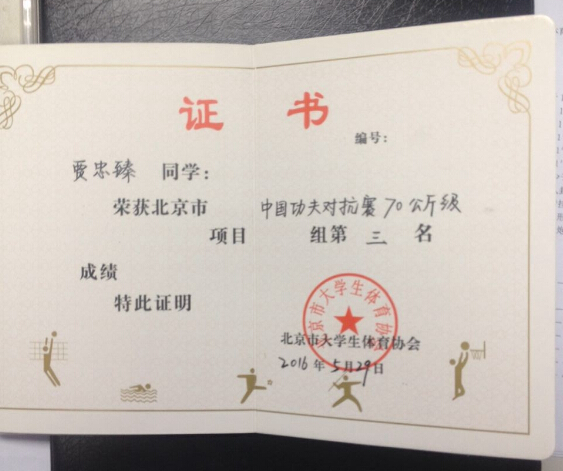 证 书
编号：
贾忠臻 同学：
荣获北京市 中国功夫对抗赛70公斤级
项目 组第 三 名
成绩
特此证明
北京市大学生体育协会
北京市大学生体育协会
2016年5月29日